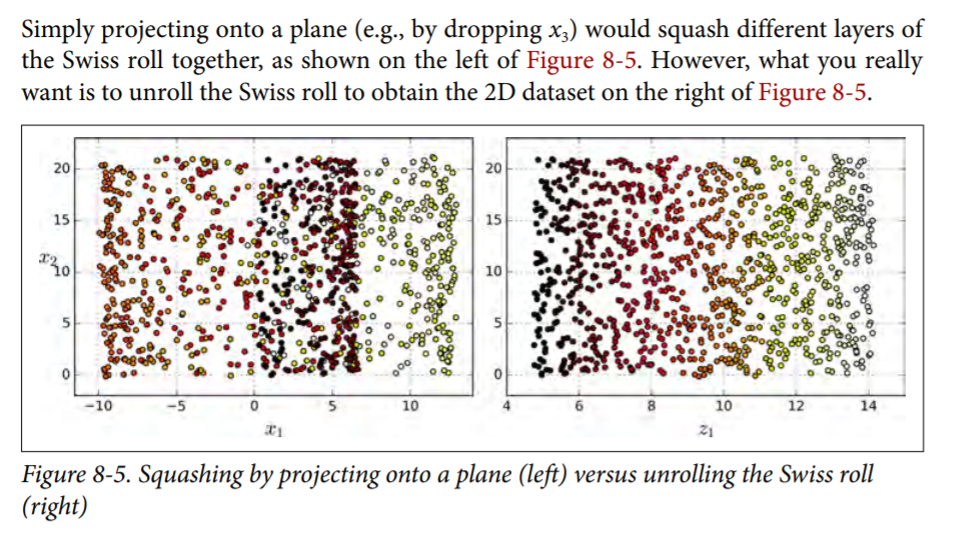 Simply projecting onto a plane (e.g., by dropping x₃) would squash different layers of
the Swiss roll together, as shown on the left of Figure 8-5. However, what you really
want is to unroll the Swiss roll to obtain the 2D dataset on the right of Figure 8-5.
20
15
x₂
10
5
0
−10 −5 0 5 10
x₁
20
15
10
5
0
4 6 8 10 12 14
z₁
Figure 8-5. Squashing by projecting onto a plane (left) versus unrolling the Swiss roll
(right)